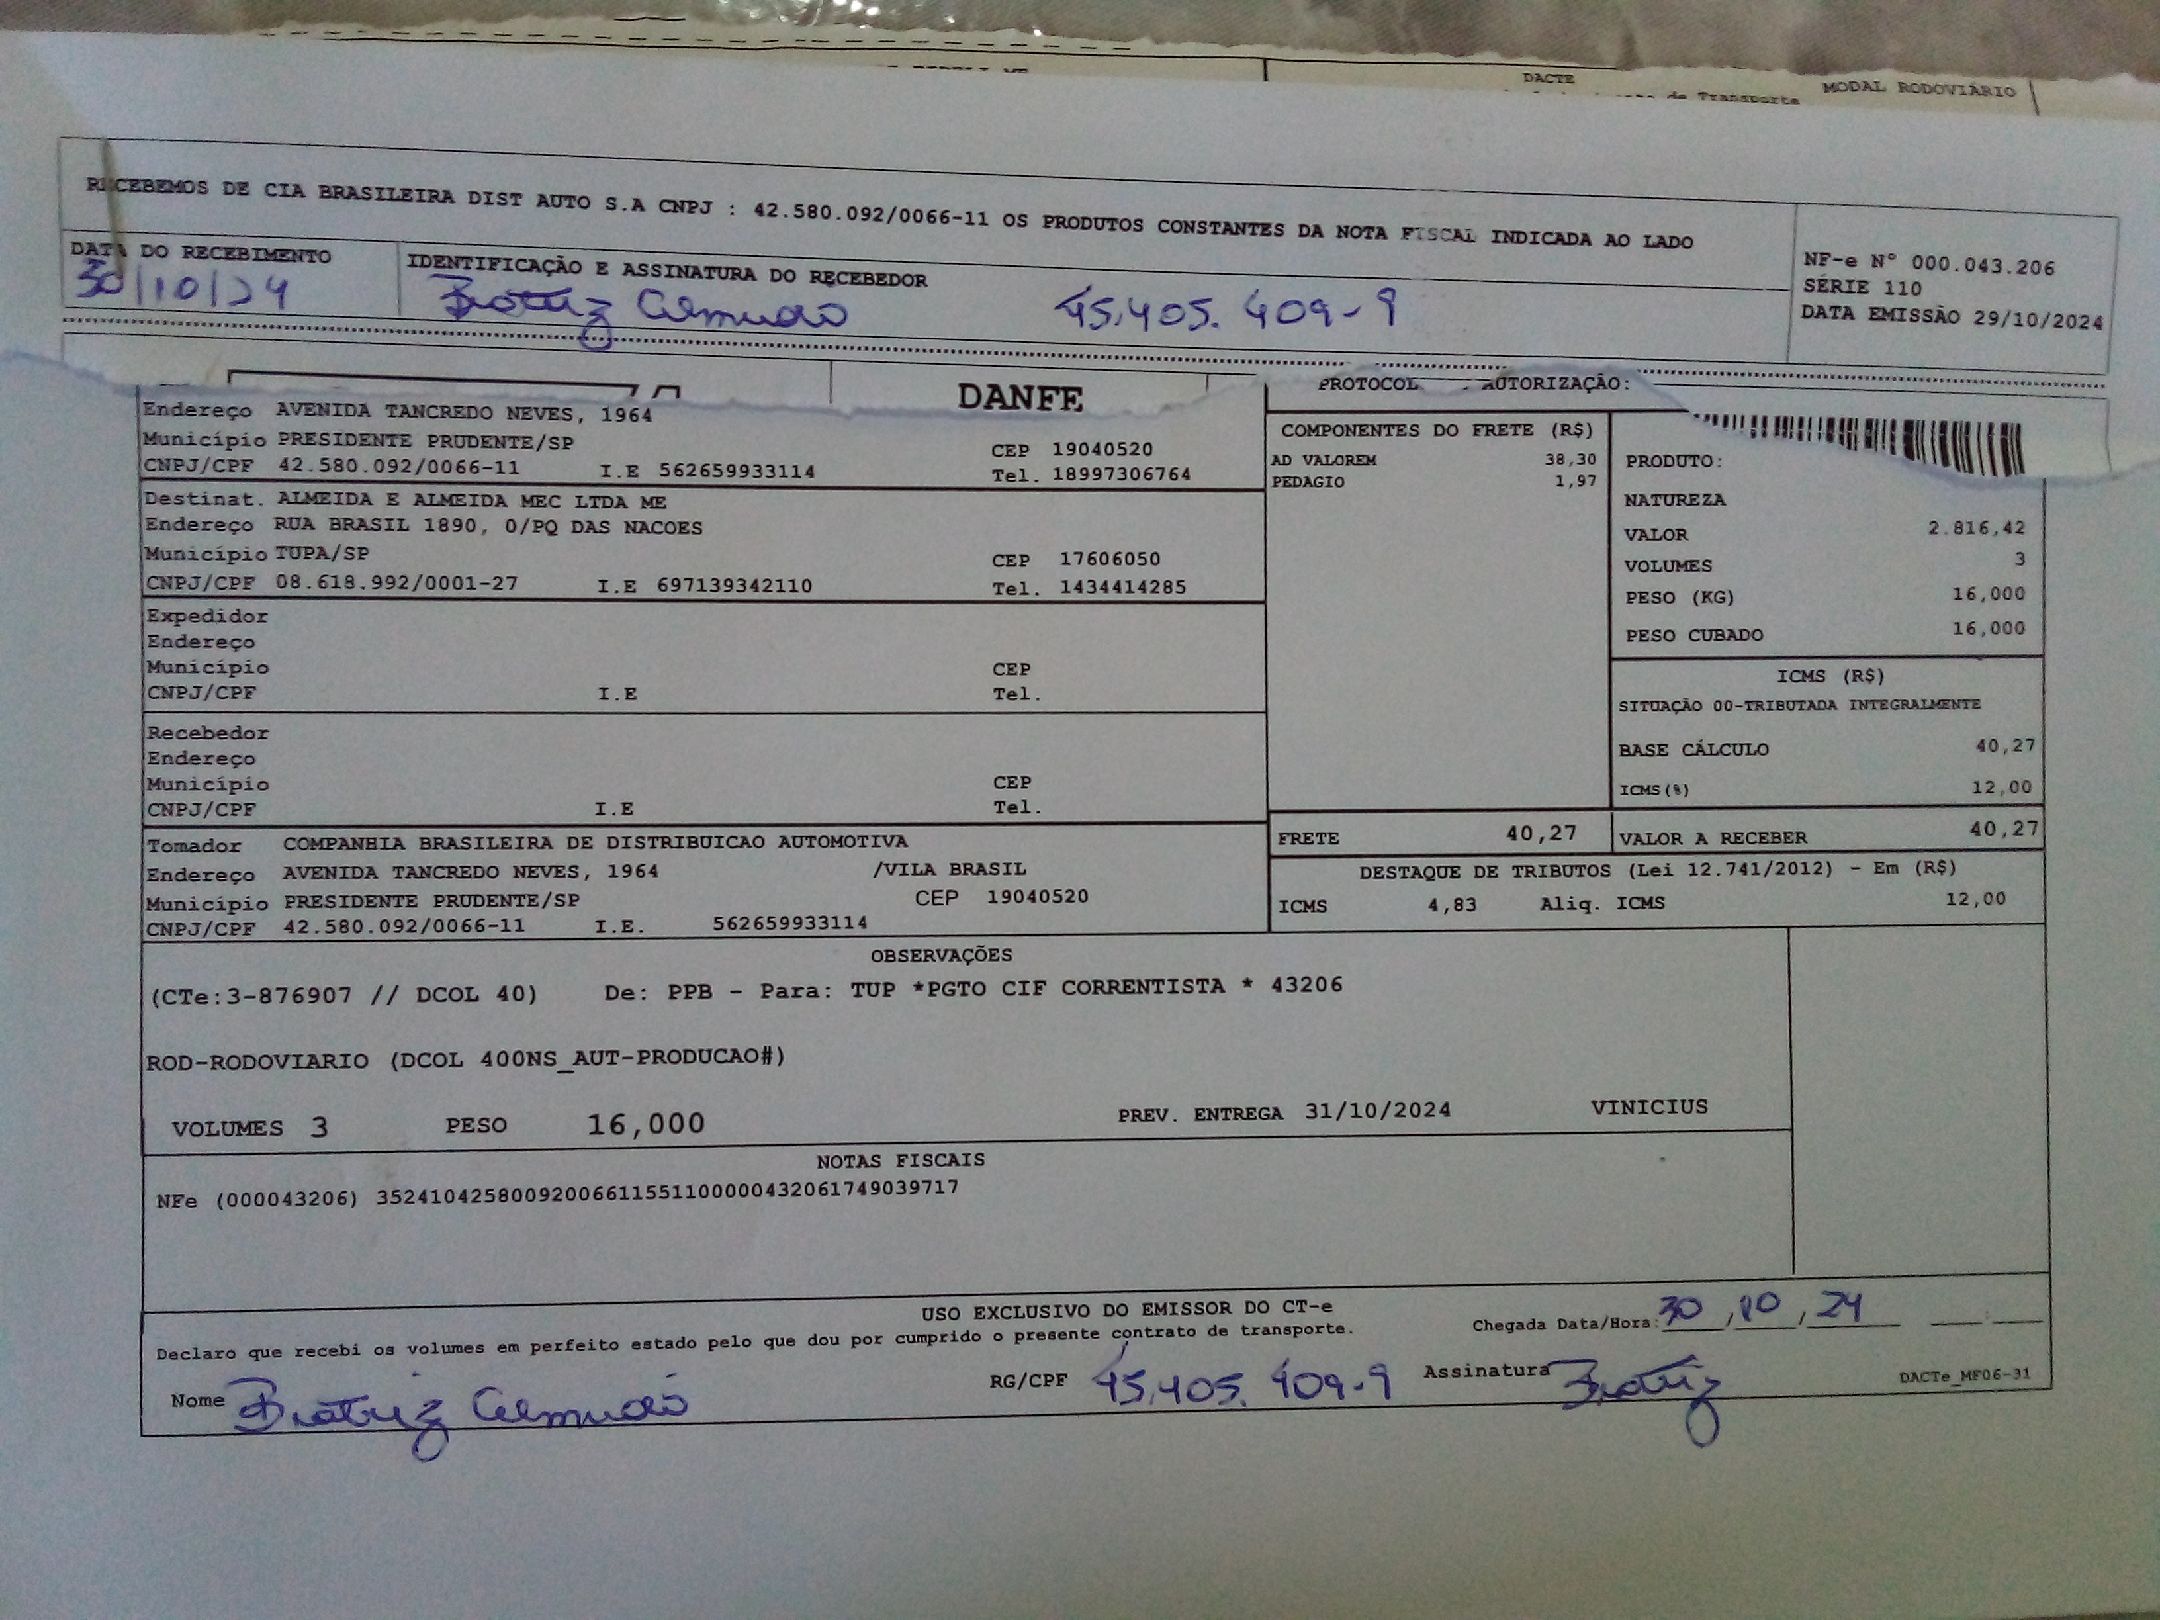 DACTE
MODAL RODOVIÁRIO
de Transporte
RECEBEMOS DE CIA BRASILEIRA DIST AUTO S.A CNPJ : 42.580.092/0066-11 OS PRODUTOS CONSTANTES DA NOTA FISCAL INDICADA AO LADO
NF-e N° 000.043.206
SÉRIE 110
DATA EMISSÃO 29/10/2024
DATA DO RECEBIMENTO
30/10/24
IDENTIFICAÇÃO E ASSINATURA DO RECEBEDOR
Beatriz 45.405.409-9
DANFE
AUTORIZAÇÃO:
Endereço AVENIDA TANCREDO NEVES, 1964
Município PRESIDENTE PRUDENTE/SP CEP 19040520
CNPJ/CPF 42.580.092/0066-11 I.E 562659933114 Tel. 18997306764
Destinat. ALMEIDA E ALMEIDA MEC LTDA ME
Endereço RUA BRASIL 1890, 0/PQ DAS NACOES
Município TUPA/SP CEP 17606050
CNPJ/CPF 08.618.992/0001-27 I.E 697139342110 Tel. 1434414285
Expedidor
Endereço
Município CEP
CNPJ/CPF I.E Tel.
Recebedor
Endereço
Município CEP
CNPJ/CPF I.E Tel.
Tomador COMPANHIA BRASILEIRA DE DISTRIBUICAO AUTOMOTIVA
Endereço AVENIDA TANCREDO NEVES, 1964 /VILA BRASIL
Município PRESIDENTE PRUDENTE/SP CEP 19040520
CNPJ/CPF 42.580.092/0066-11 I.E. 562659933114
COMPONENTES DO FRETE (R$)
AD VALOREM 38,30
PEDAGIO 1,97
PRODUTO:
NATUREZA
VALOR 2.816,42
VOLUMES 3
PESO (KG) 16,000
PESO CUBADO 16,000
ICMS (R$)
SITUAÇÃO 00-TRIBUTADA INTEGRALMENTE
BASE CÁLCULO 40,27
ICMS(%) 12,00
FRETE 40,27 VALOR A RECEBER 40,27
DESTAQUE DE TRIBUTOS (Lei 12.741/2012) - Em (R$)
ICMS 4,83 Aliq. ICMS 12,00
OBSERVAÇÕES
(CTe:3-876907 // DCOL 40) De: PPB - Para: TUP *PGTO CIF CORRENTISTA * 43206
ROD-RODOVIARIO (DCOL 400NS_AUT-PRODUCAO#)
VOLUMES 3 PESO 16,000 PREV. ENTREGA 31/10/2024 VINICIUS
NOTAS FISCAIS
NFe (000043206) 35241042580092006611551100000432061749039717
USO EXCLUSIVO DO EMISSOR DO CT-e
Declaro que recebi os volumes em perfeito estado pelo que dou por cumprido o presente contrato de transporte.
Chegada Data/Hora: 30/10/24
Nome Beatriz RG/CPF 45.405.409-9 Assinatura Beatriz
DACTe_MF06-31